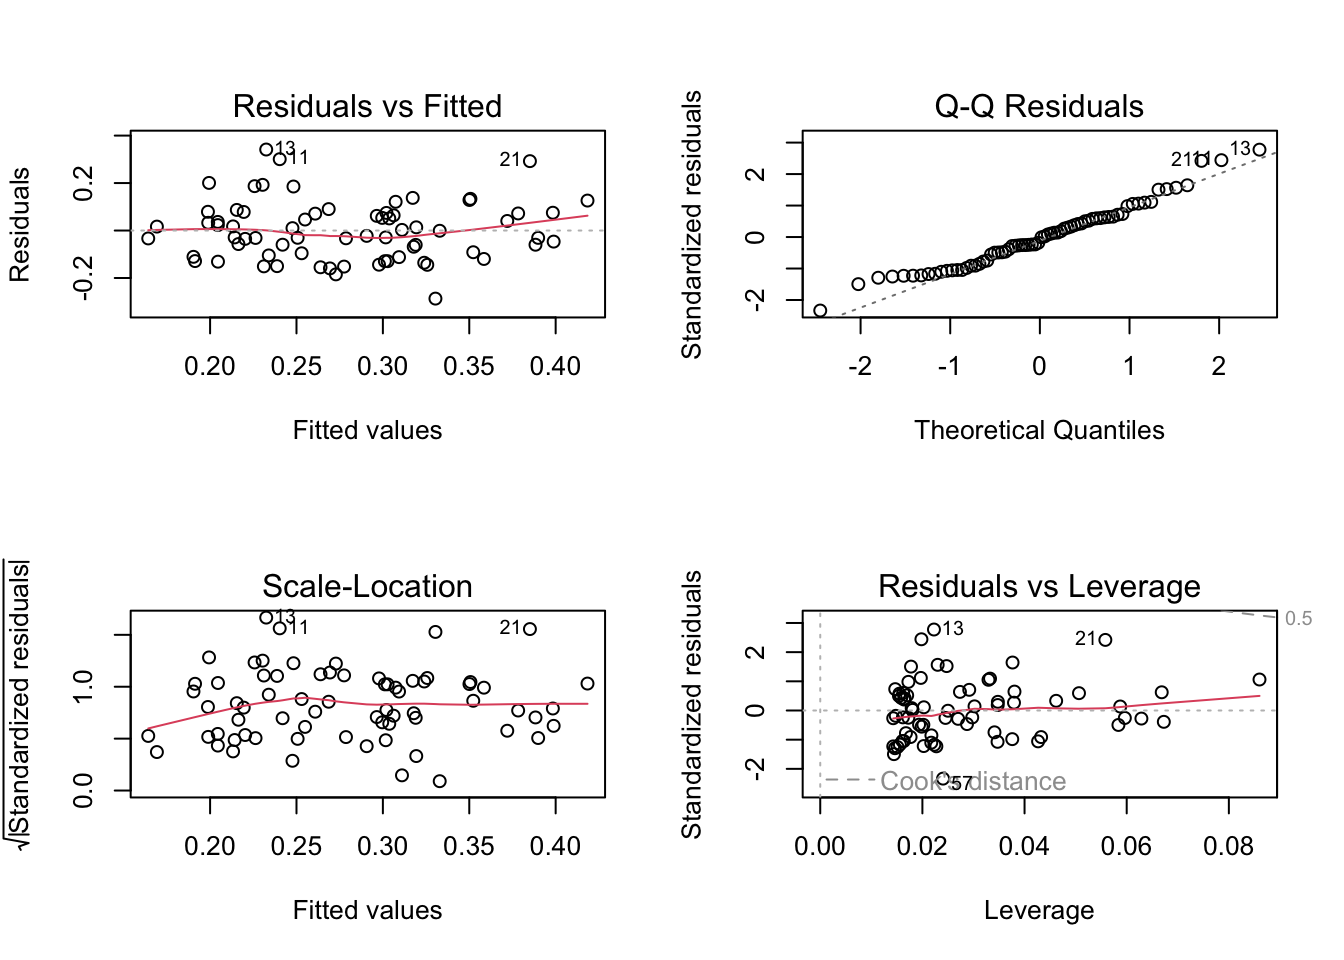 Residuals vs Fitted
Residuals
0.2
-0.2
13
11
21
0.20 0.25 0.30 0.35 0.40
Fitted values
Q-Q Residuals
Standardized residuals
2
0
-2
21
11
13
-2 -1 0 1 2
Theoretical Quantiles
Scale-Location
√|Standardized residuals|
1.0
0.0
13
11
21
0.20 0.25 0.30 0.35 0.40
Fitted values
Residuals vs Leverage
Standardized residuals
2
0
-2
13
21
0.5
Cook's distance
57
0.00 0.02 0.04 0.06 0.08
Leverage